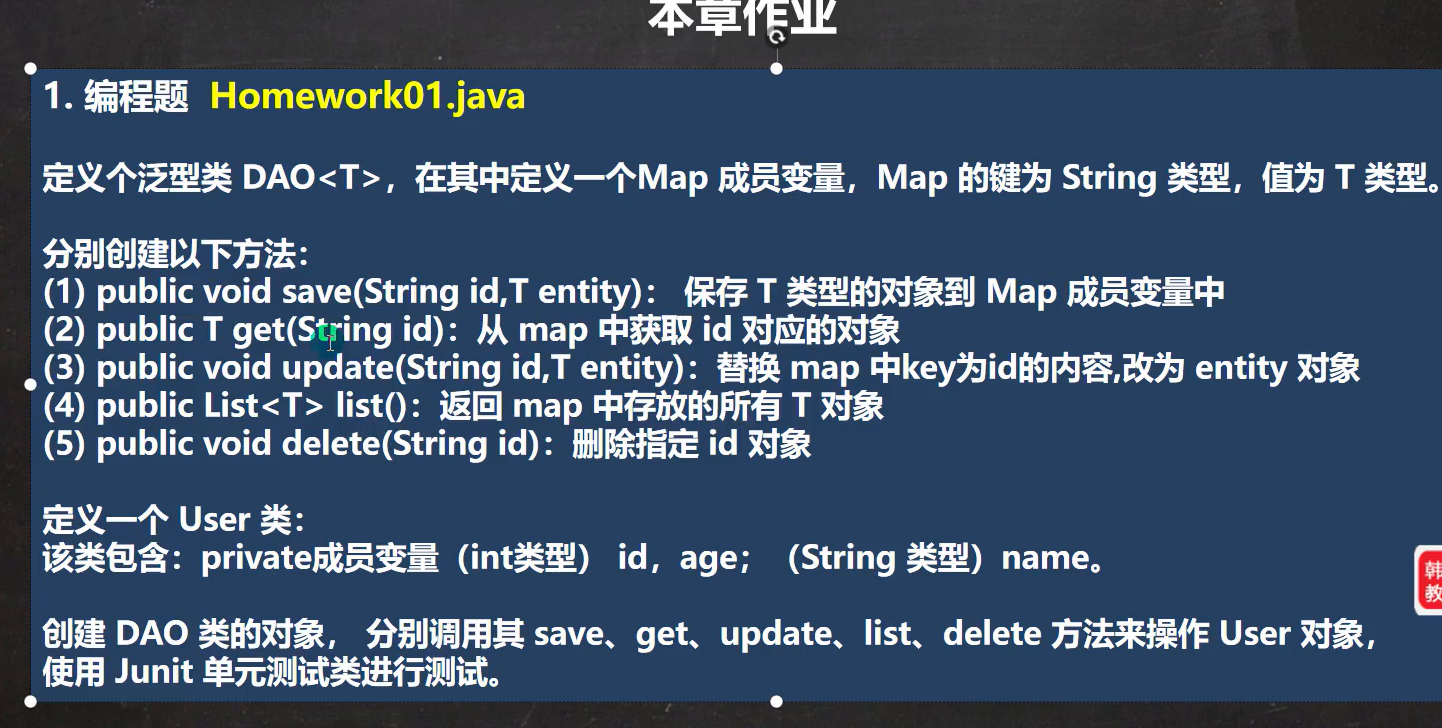 本章作业
1. 编程题 Homework01.java
定义个泛型类 DAO<T>，在其中定义一个Map 成员变量，Map 的键为 String 类型，值为 T 类型。
分别创建以下方法：
(1) public void save(String id,T entity)： 保存 T 类型的对象到 Map 成员变量中
(2) public T get(String id)：从 map 中获取 id 对应的对象
(3) public void update(String id,T entity)：替换 map 中key为id的内容,改为 entity 对象
(4) public List<T> list()：返回 map 中存放的所有 T 对象
(5) public void delete(String id)：删除指定 id 对象
定义一个 User 类：
该类包含：private成员变量（int类型） id，age；（String 类型）name。
创建 DAO 类的对象， 分别调用其 save、get、update、list、delete 方法来操作 User 对象，
使用 Junit 单元测试类进行测试。
韩
教